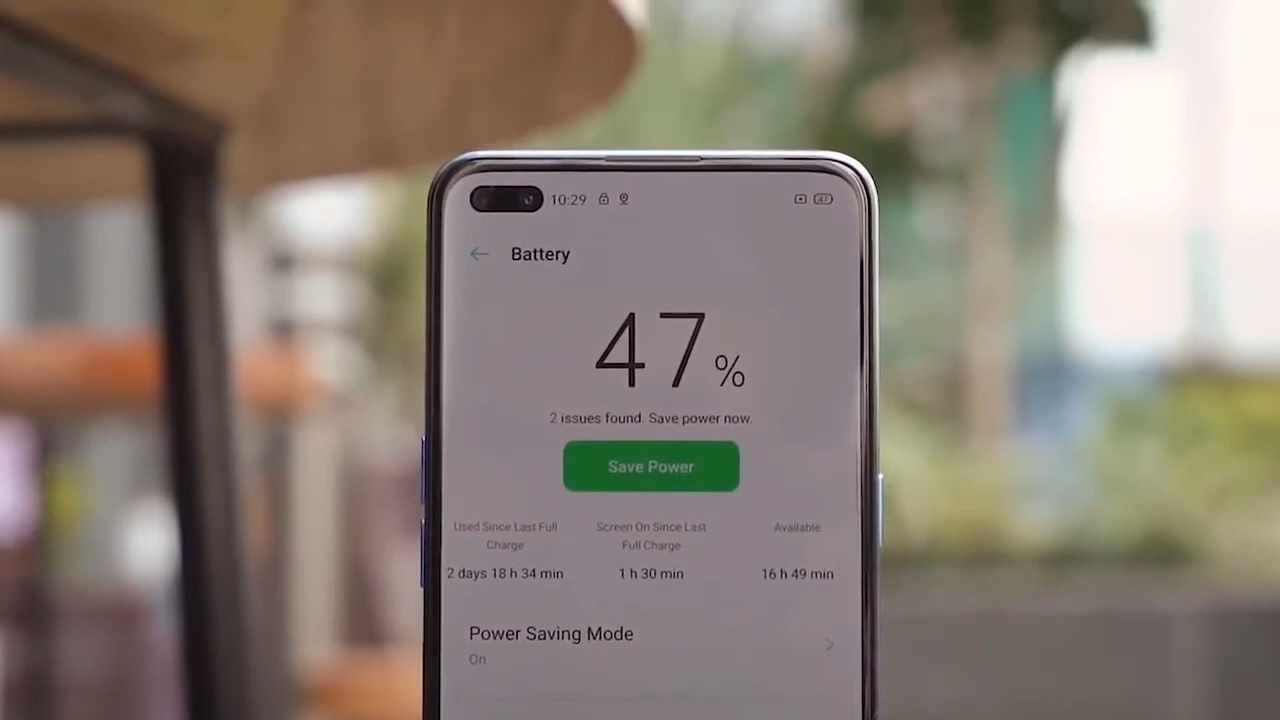 10:29 47
Battery
47%
2 issues found. Save power now.
Save Power
Used Since Last Full Charge
Screen On Since Last Full Charge
Available
2 days 18 h 34 min
1 h 30 min
16 h 49 min
Power Saving Mode
On